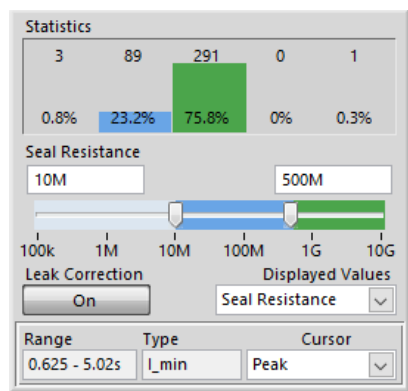 Statistics
3 89 291 0 1
0.8% 23.2% 75.8% 0% 0.3%
Seal Resistance
10M 500M
100k 1M 10M 100M 1G 10G
Leak Correction Displayed Values
On Seal Resistance
Range Type Cursor
0.625 - 5.02s I_min Peak